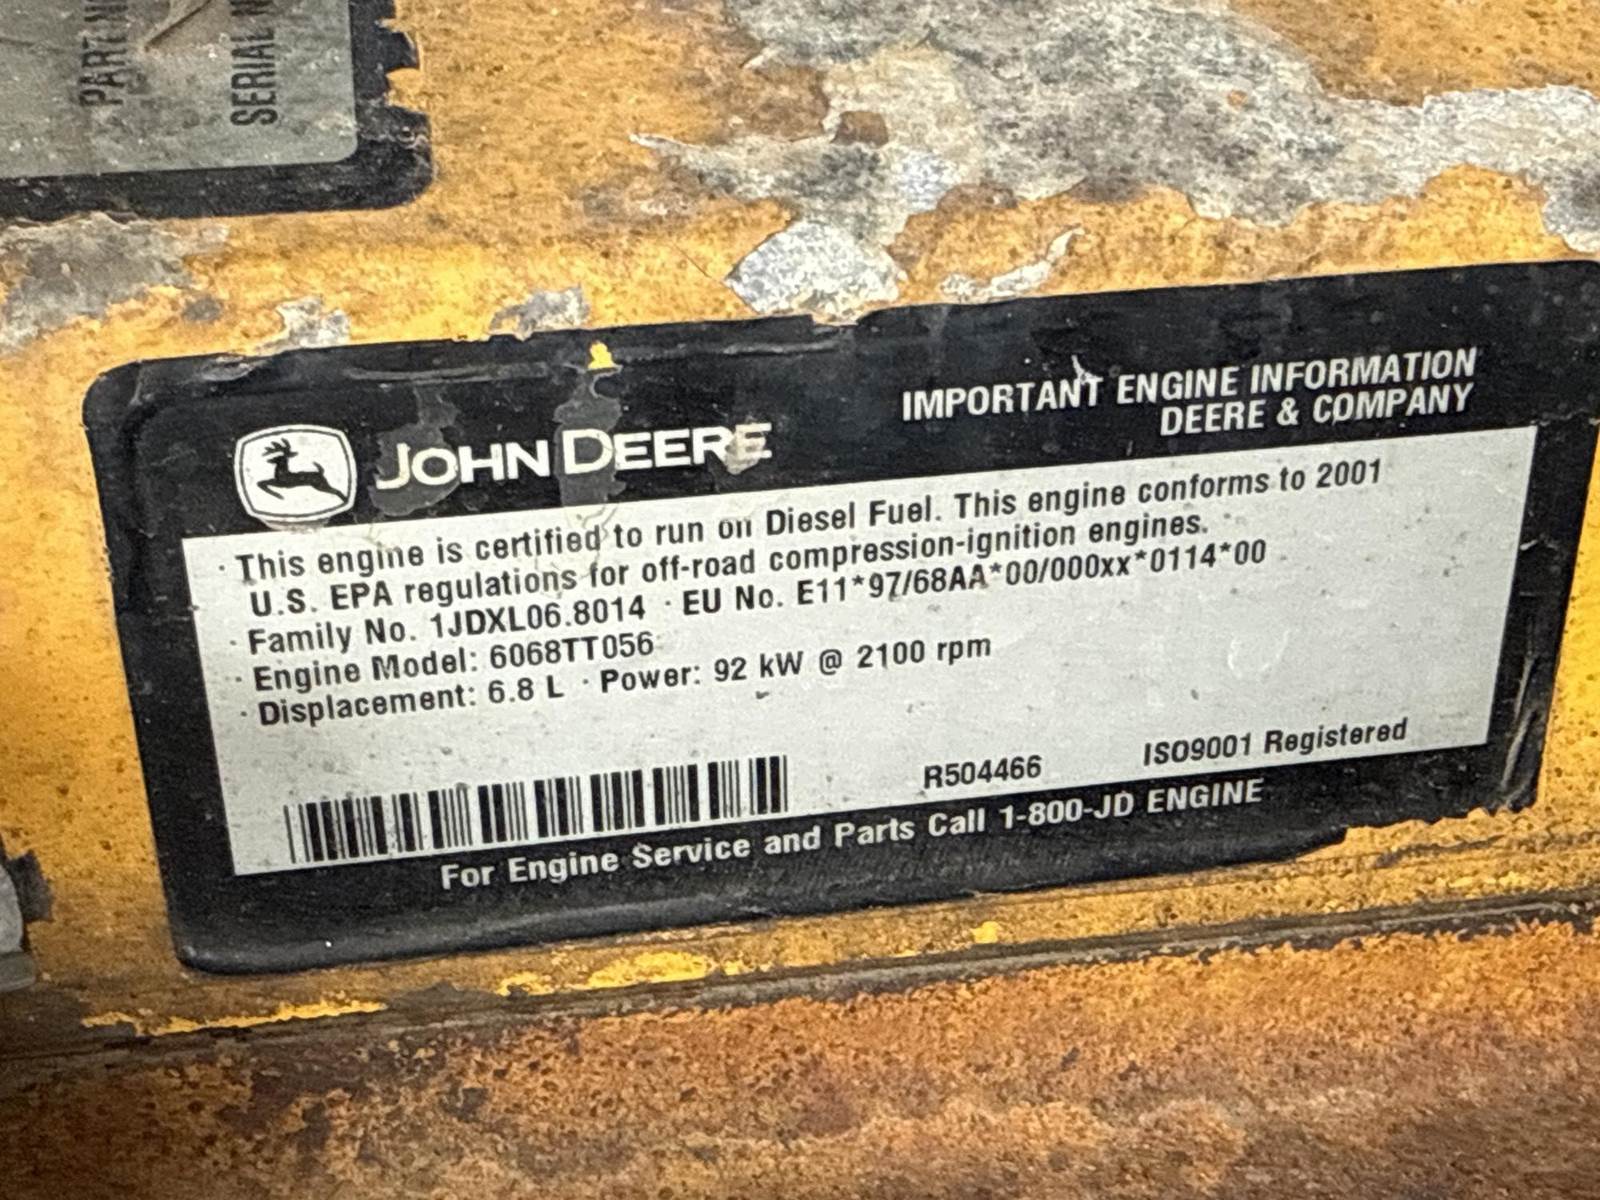 PART N
SERIAL N
JOHN DEERE
IMPORTANT ENGINE INFORMATION
DEERE & COMPANY
· This engine is certified to run on Diesel Fuel. This engine conforms to 2001
U.S. EPA regulations for off-road compression-ignition engines.
· Family No. 1JDXL06.8014 · EU No. E11*97/68AA*00/000xx*0114*00
· Engine Model: 6068TT056
· Displacement: 6.8 L · Power: 92 kW @ 2100 rpm
R504466 ISO9001 Registered
For Engine Service and Parts Call 1-800-JD ENGINE